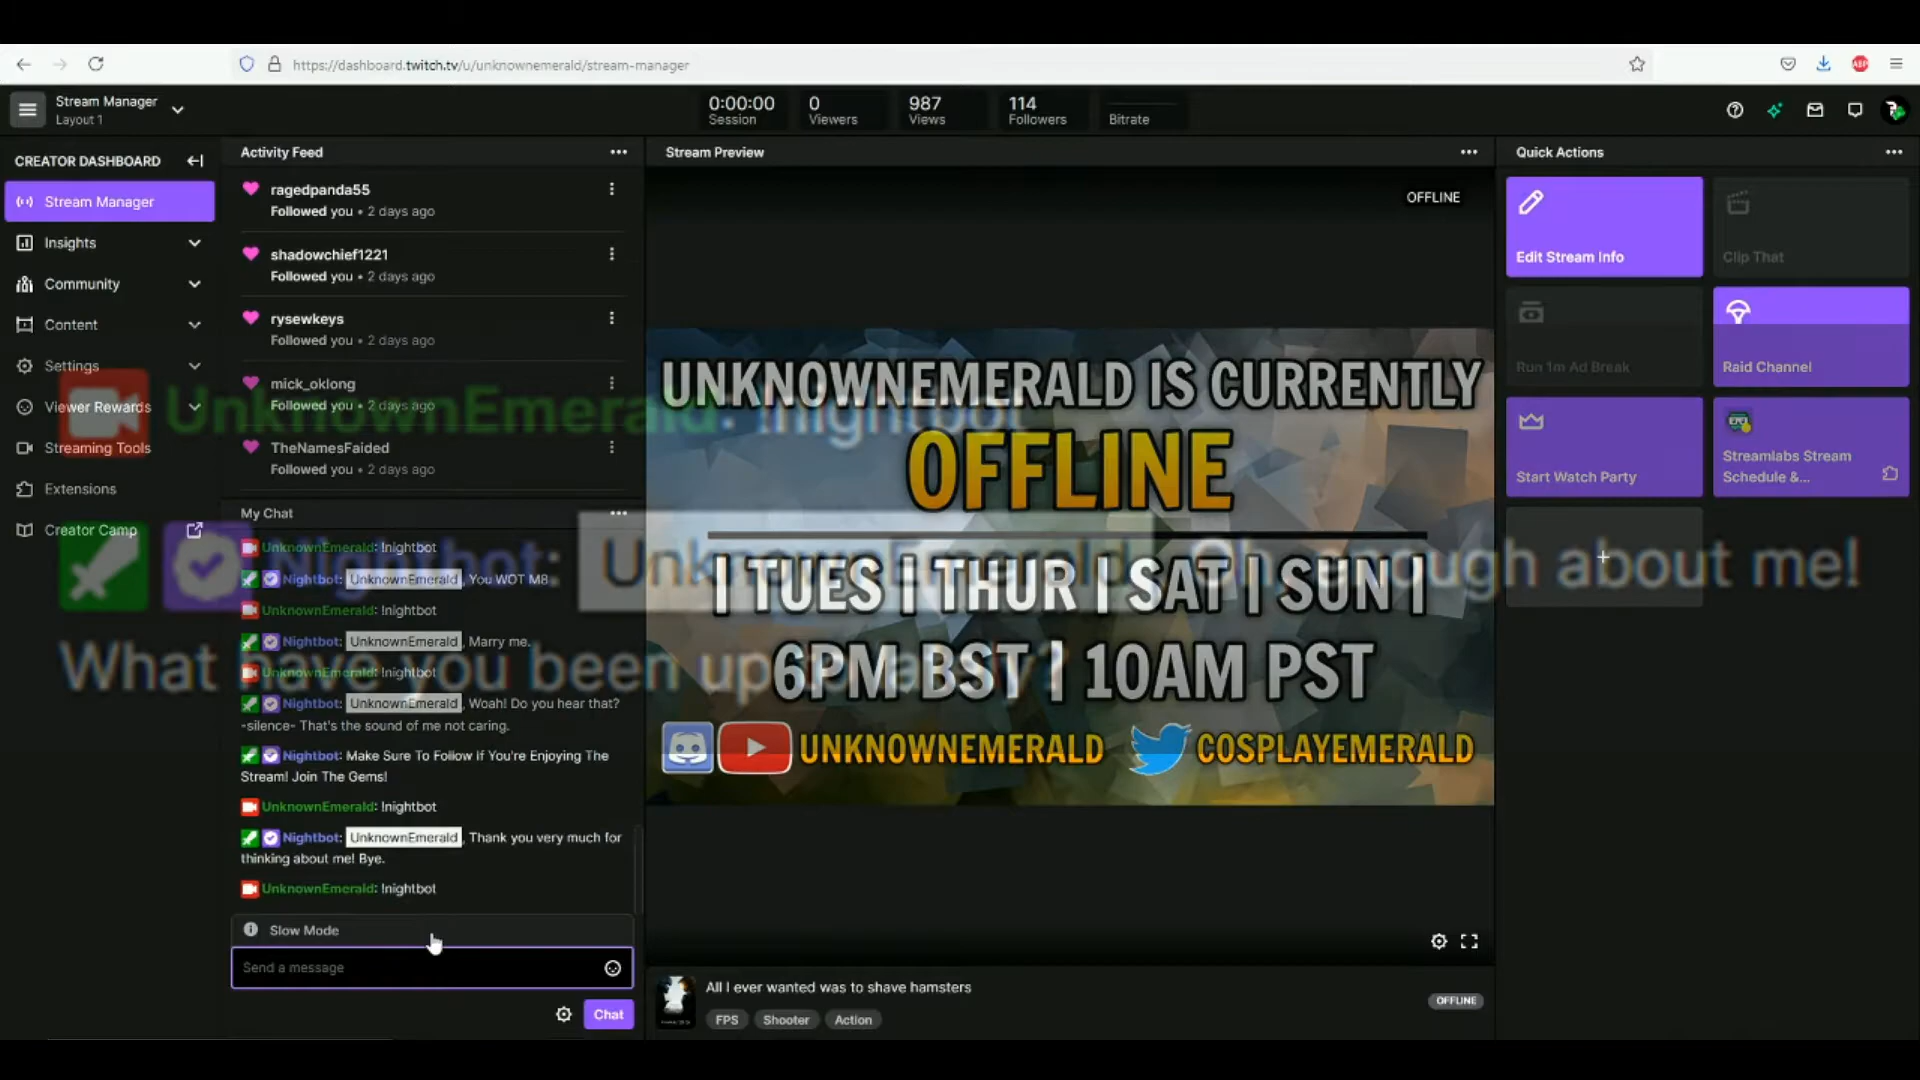 https://dashboard.twitch.tv/u/unknownemerald/stream-manager
ABP
Stream Manager
Layout 1
0:00:00
Session
0
Viewers
987
Views
114
Followers
Bitrate
CREATOR DASHBOARD
Stream Manager
Insights
Community
Content
Settings
Viewer Rewards
Streaming Tools
Extensions
Creator Camp
Activity Feed
ragedpanda55
Followed you • 2 days ago
shadowchief1221
Followed you • 2 days ago
rysewkeys
Followed you • 2 days ago
mick_oklong
Followed you • 2 days ago
TheNamesFaided
Followed you • 2 days ago
My Chat
UnknownEmerald: !nightbot
Nightbot: UnknownEmerald, You WOT M8.
UnknownEmerald: !nightbot
Nightbot: UnknownEmerald, Marry me.
UnknownEmerald: !nightbot
Nightbot: UnknownEmerald, Woah! Do you hear that?
-silence- That's the sound of me not caring.
Nightbot: Make Sure To Follow If You're Enjoying The
Stream! Join The Gems!
UnknownEmerald: !nightbot
Nightbot: UnknownEmerald, Thank you very much for
thinking about me! Bye.
UnknownEmerald: !nightbot
Slow Mode
Send a message
Chat
Stream Preview
OFFLINE
UNKNOWNEMERALD IS CURRENTLY
OFFLINE
| TUES | THUR | SAT | SUN |
6PM BST | 10AM PST
UNKNOWNEMERALD COSPLAYEMERALD
All I ever wanted was to shave hamsters
FPS Shooter Action
OFFLINE
Quick Actions
Edit Stream Info
Clip That
Run 1m Ad Break
Raid Channel
Start Watch Party
Streamlabs Stream
Schedule &...
UnknownEmerald: !nightbot
Nightbot: UnknownEmerald, Oh, enough about me!
What have you been up to lately?